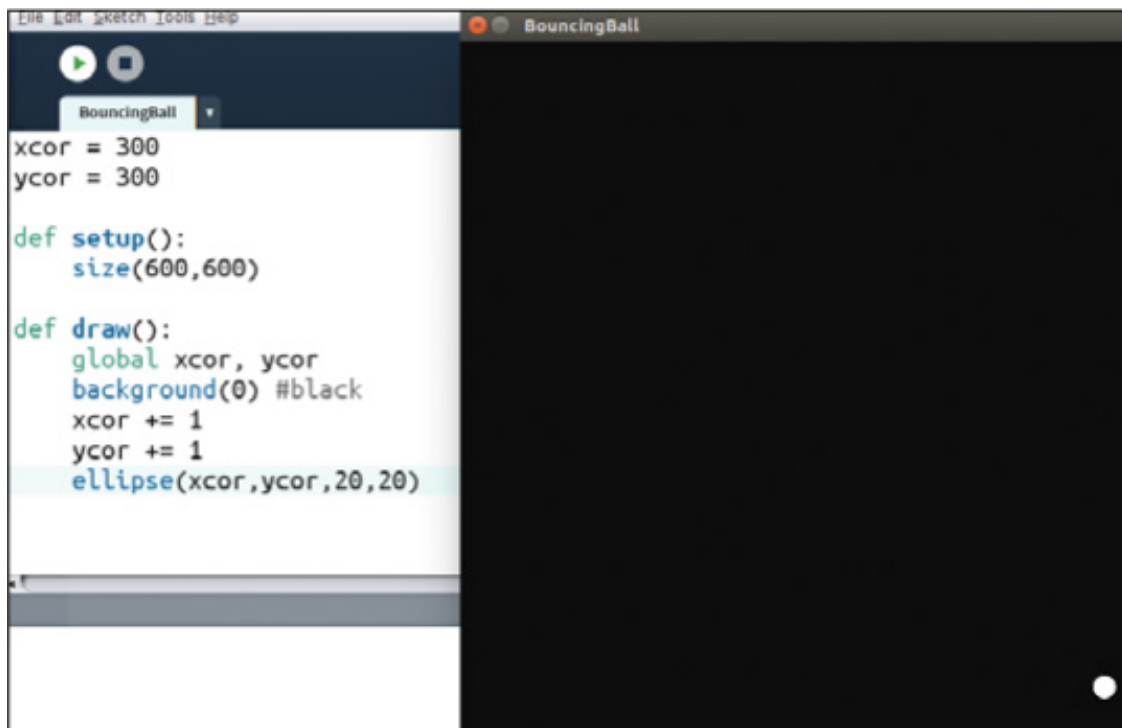 File Edit Sketch Tools Help
BouncingBall
BouncingBall
xcor = 300
ycor = 300
def setup():
    size(600,600)
def draw():
    global xcor, ycor
    background(0) #black
    xcor += 1
    ycor += 1
    ellipse(xcor,ycor,20,20)